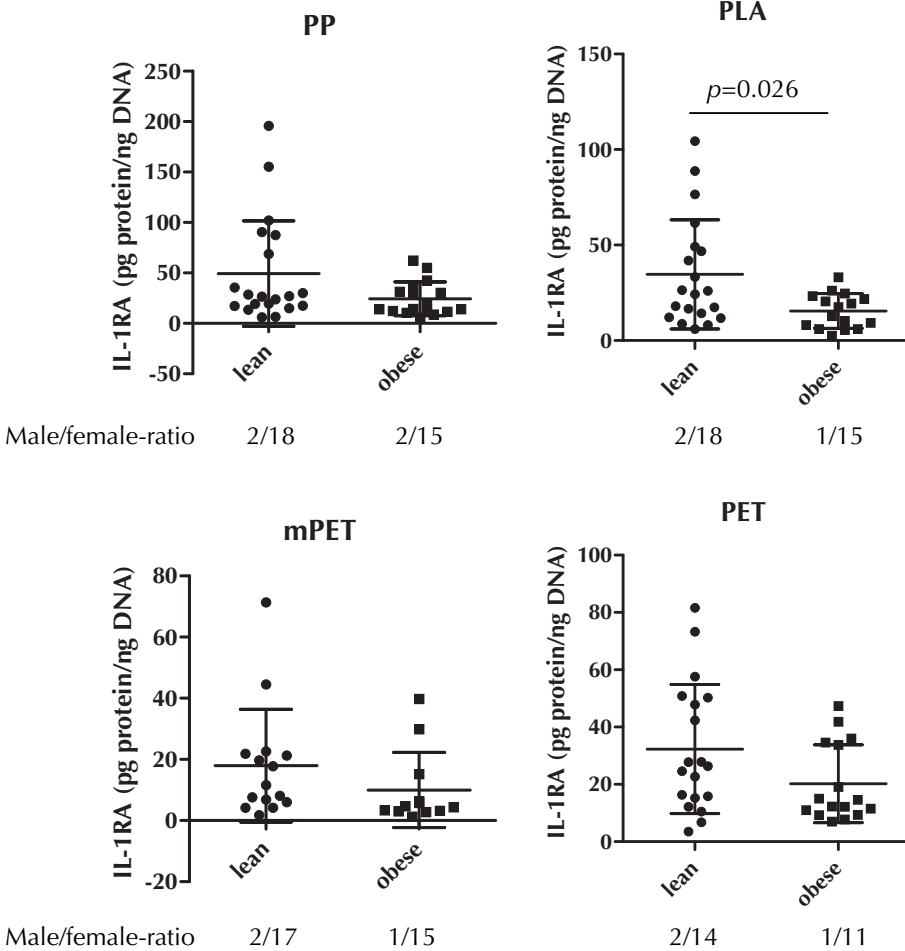 PP
IL-1RA (pg protein/ng DNA)
250
200
150
100
50
0
-50
lean
obese
Male/female-ratio 2/18 2/15
PLA
IL-1RA (pg protein/ng DNA)
150
100
50
0
p=0.026
lean
obese
2/18 1/15
mPET
IL-1RA (pg protein/ng DNA)
80
60
40
20
0
-20
lean
obese
Male/female-ratio 2/17 1/15
PET
IL-1RA (pg protein/ng DNA)
100
80
60
40
20
0
lean
obese
2/14 1/11